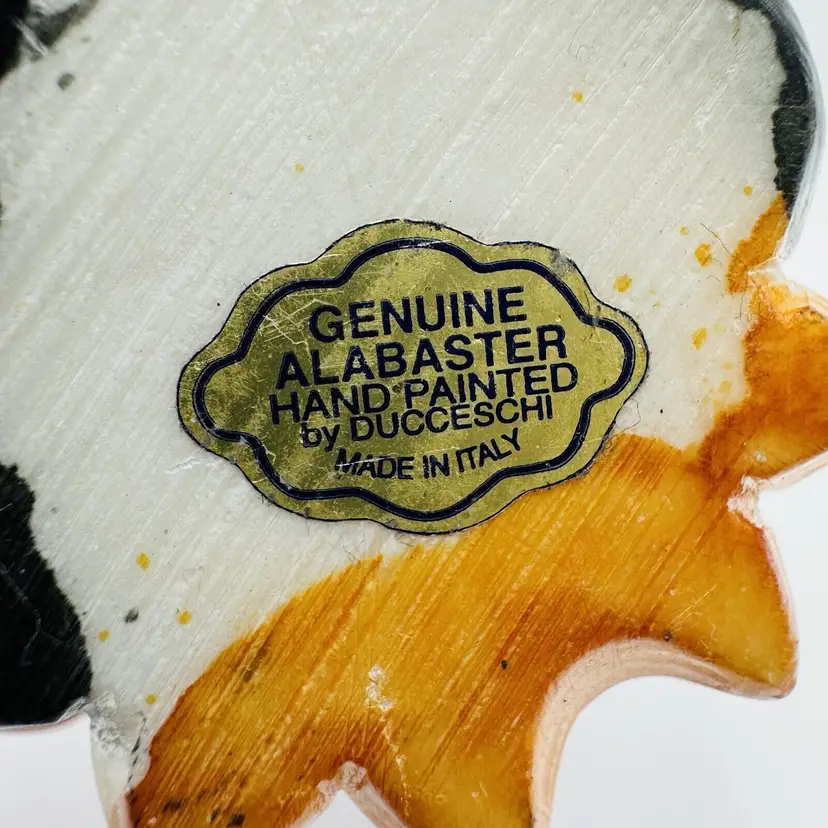 GENUINE
ALABASTER
HAND PAINTED
by DUCCESCHI
MADE IN ITALY